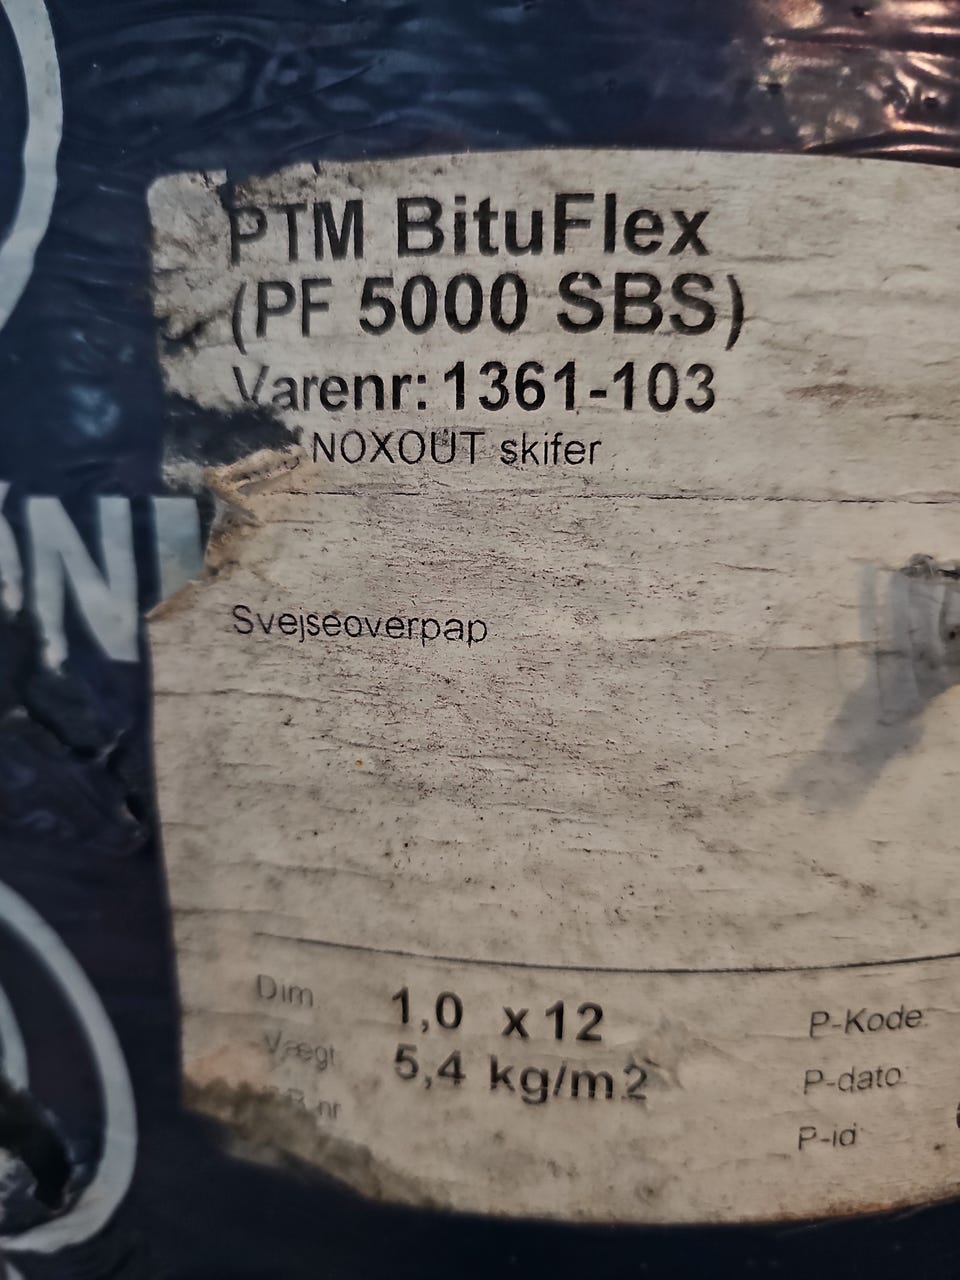 PTM BituFlex
(PF 5000 SBS)
Varenr: 1361-103
NOXOUT skifer
Svejseoverpap
Dim 1,0 x 12
Vægt 5,4 kg/m2
P-Kode
P-dato
P-id